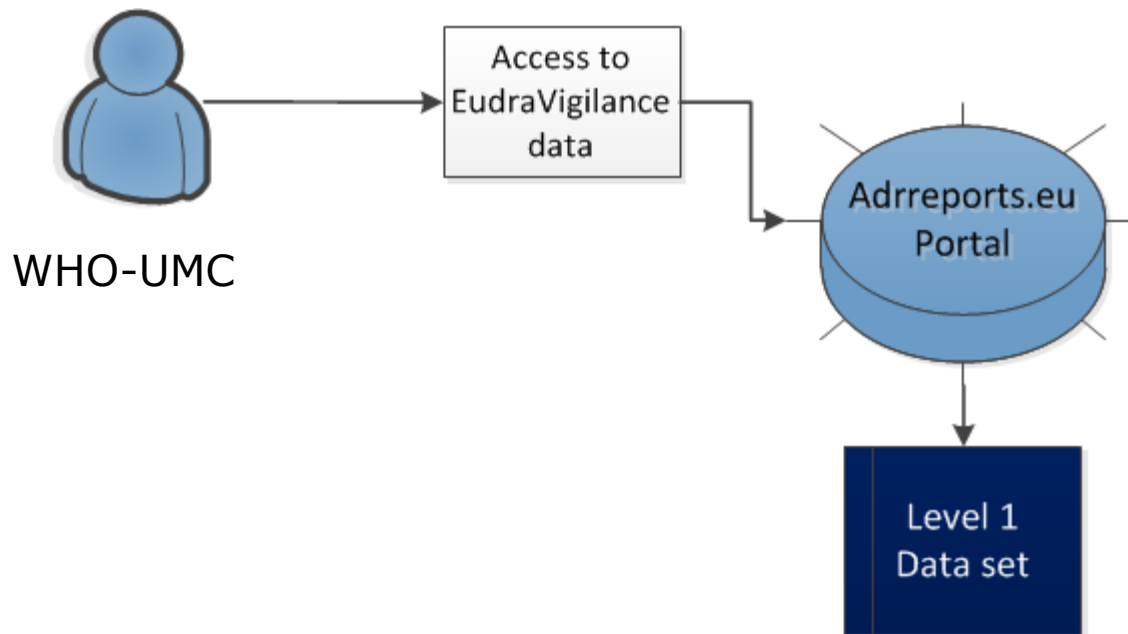 Access to
EudraVigilance
data
Adrreports.eu
Portal
WHO-UMC
Level 1
Data set